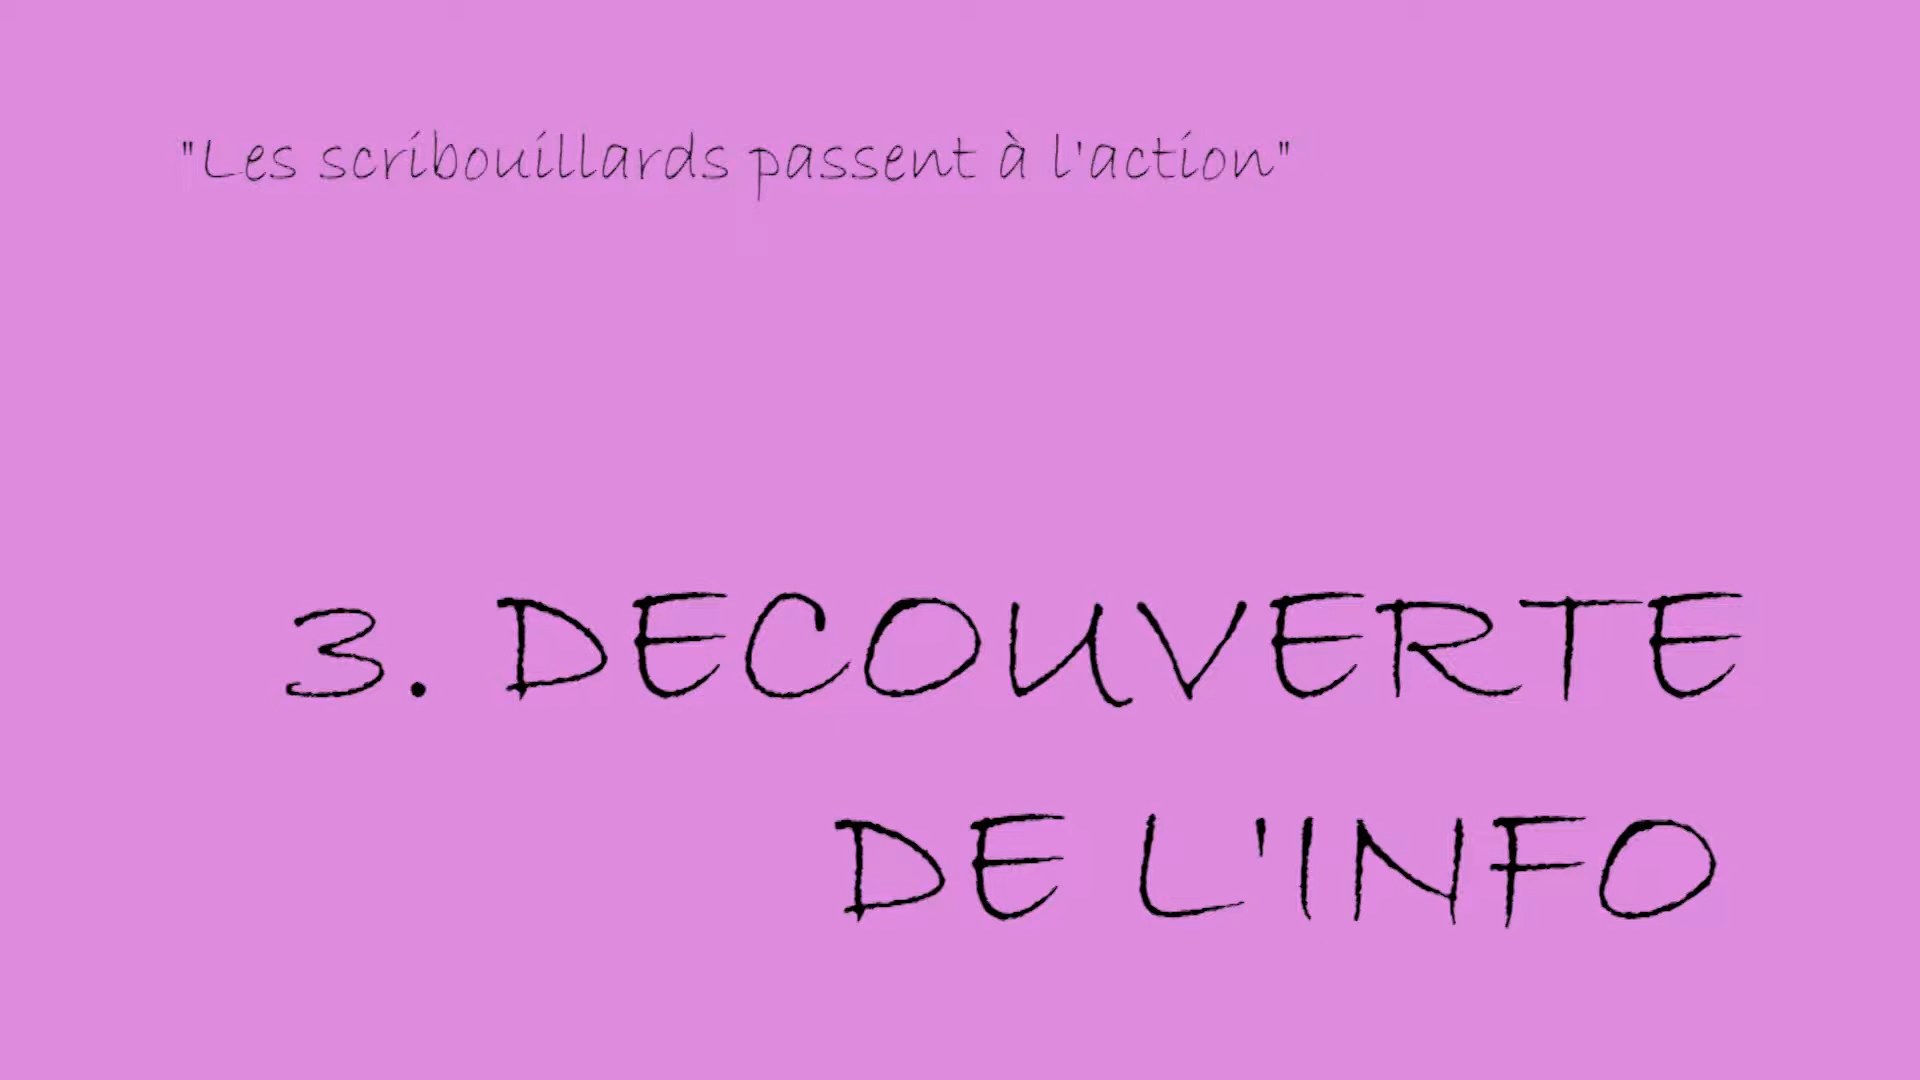 "Les scribouillards passent à l'action"
3. DECOUVERTE
DE L'INFO